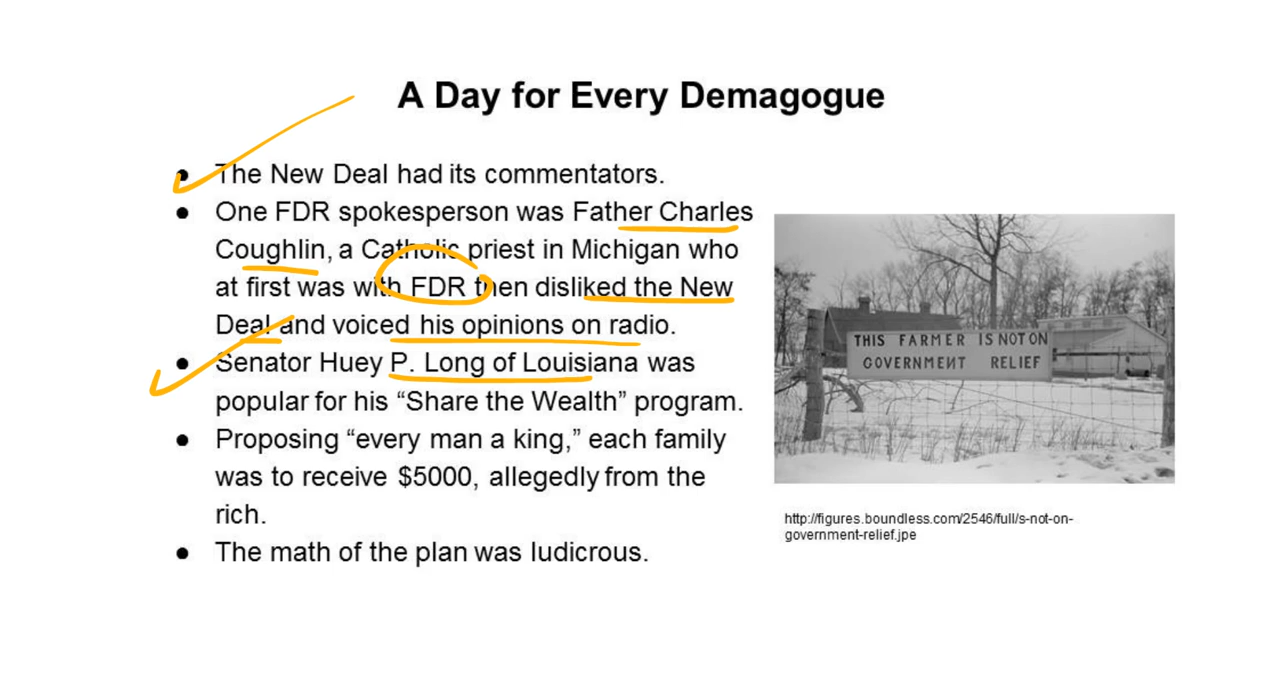 A Day for Every Demagogue
● The New Deal had its commentators.
● One FDR spokesperson was Father Charles
Coughlin, a Catholic priest in Michigan who
at first was with FDR then disliked the New
Deal and voiced his opinions on radio.
● Senator Huey P. Long of Louisiana was
popular for his “Share the Wealth” program.
● Proposing “every man a king,” each family
was to receive $5000, allegedly from the
rich.
● The math of the plan was ludicrous.
THIS FARMER IS NOT ON
GOVERNMENT RELIEF
http://figures.boundless.com/2546/full/s-not-on-
government-relief.jpe